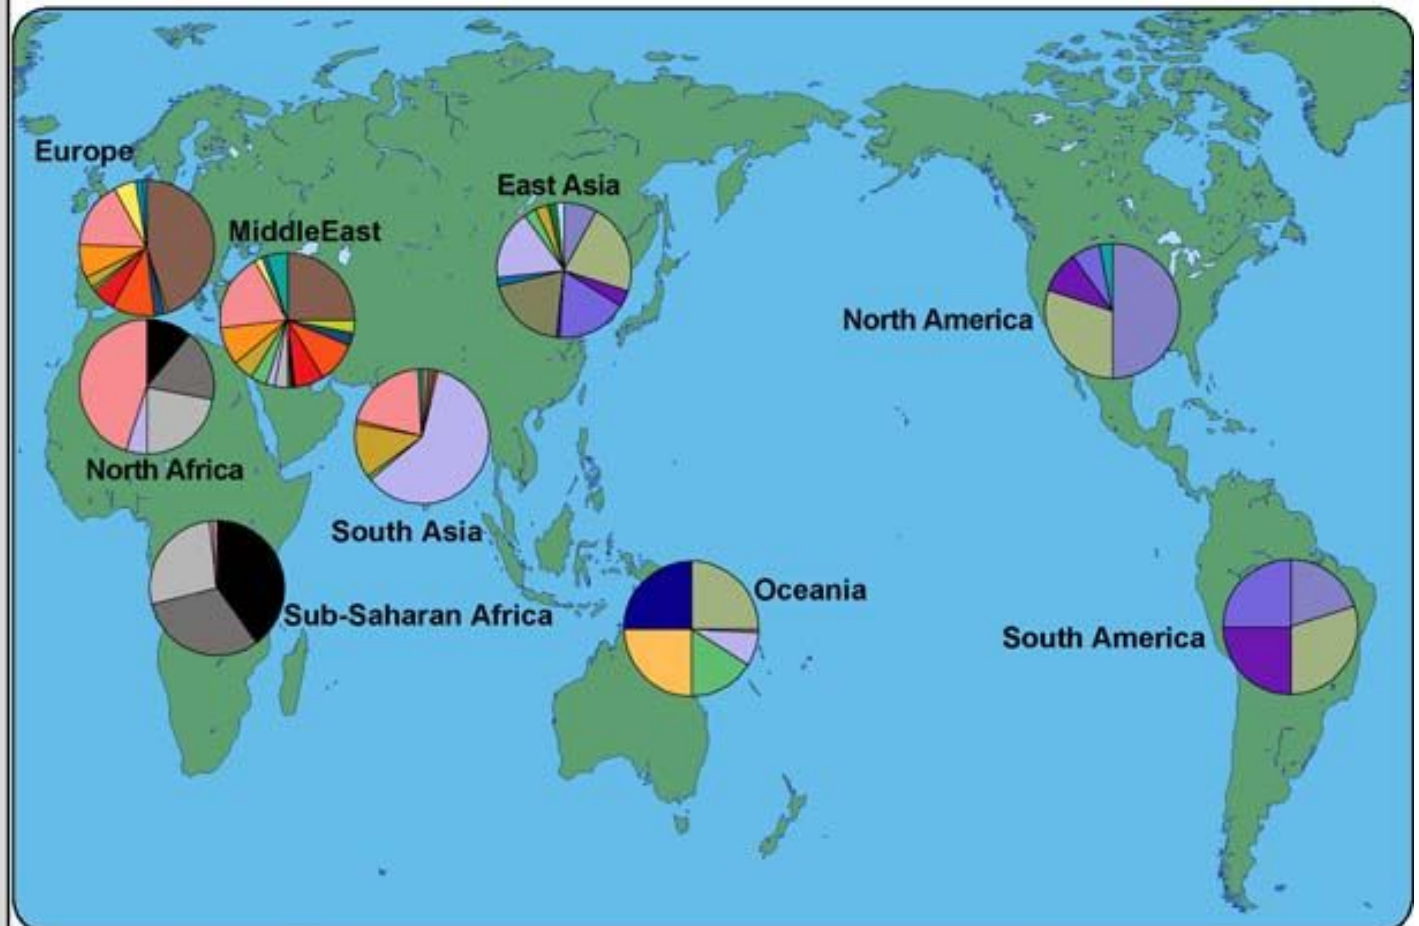 Europe
East Asia
MiddleEast
North America
North Africa
South Asia
Oceania
Sub-Saharan Africa
South America